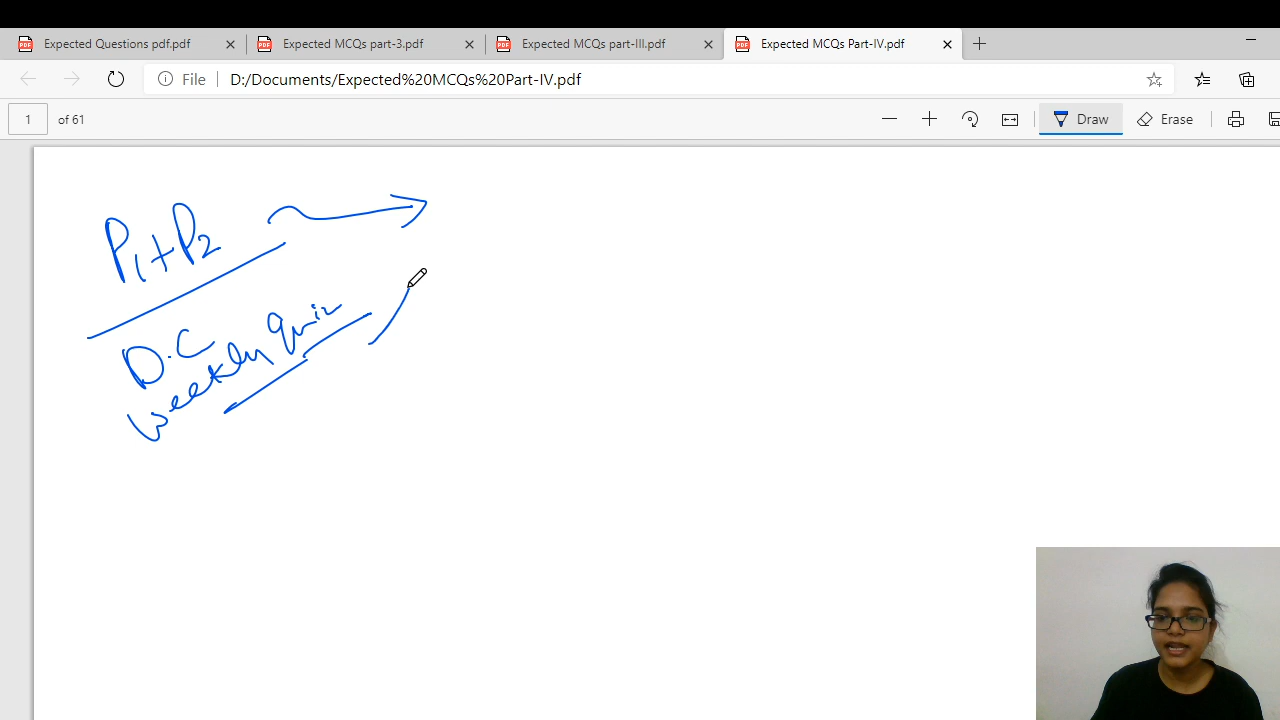 Expected Questions pdf.pdf
Expected MCQs part-3.pdf
Expected MCQs part-III.pdf
Expected MCQs Part-IV.pdf
File
D:/Documents/Expected%20MCQs%20Part-IV.pdf
1 of 61
Draw
Erase
P1+P2
D.C
weekly Quiz